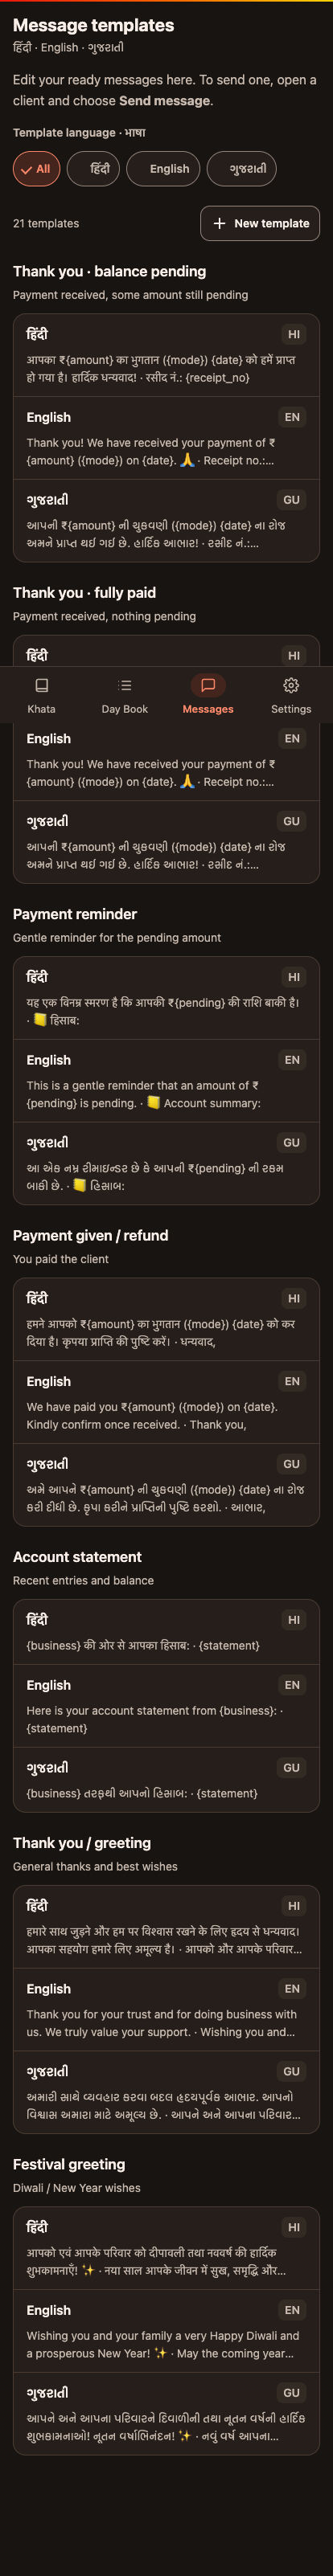 Message templates
हिंदी · English · ગુજરાતી
Edit your ready messages here. To send one, open a
client and choose Send message.
Template language · भाषा
All
हिंदी
English
ગુજરાતી
21 templates
New template
Thank you · balance pending
Payment received, some amount still pending
हिंदी
HI
आपका ₹{amount} का भुगतान ({mode}) {date} को हमें प्राप्त
हो गया है। हार्दिक धन्यवाद! · रसीद नं.: {receipt_no}
English
EN
Thank you! We have received your payment of ₹
{amount} ({mode}) on {date}. 🙏 · Receipt no.:…
ગુજરાતી
GU
આપની ₹{amount} ની ચુકવણી ({mode}) {date} ના રોજ
અમને પ્રાપ્ત થઈ ગઈ છે. હાર્દિક આભાર! · રસીદ નં.:…
Thank you · fully paid
Payment received, nothing pending
हिंदी
HI
Khata
Day Book
Messages
Settings
English
EN
Thank you! We have received your payment of ₹
{amount} ({mode}) on {date}. 🙏 · Receipt no.:…
ગુજરાતી
GU
આપની ₹{amount} ની ચુકવણી ({mode}) {date} ના રોજ
અમને પ્રાપ્ત થઈ ગઈ છે. હાર્દિક આભાર! · રસીદ નં.:…
Payment reminder
Gentle reminder for the pending amount
हिंदी
HI
यह एक विनम्र स्मरण है कि आपकी ₹{pending} की राशि बाकी है।
· 📒 हिसाब:
English
EN
This is a gentle reminder that an amount of ₹
{pending} is pending. · 📒 Account summary:
ગુજરાતી
GU
આ એક નમ્ર રીમાઇન્ડર છે કે આપની ₹{pending} ની રકમ
બાકી છે. · 📒 હિસાબ:
Payment given / refund
You paid the client
हिंदी
HI
हमने आपको ₹{amount} का भुगतान ({mode}) {date} को कर
दिया है। कृपया प्राप्ति की पुष्टि करें। · धन्यवाद,
English
EN
We have paid you ₹{amount} ({mode}) on {date}.
Kindly confirm once received. · Thank you,
ગુજરાતી
GU
અમે આપને ₹{amount} ની ચુકવણી ({mode}) {date} ના રોજ
કરી દીધી છે. કૃપા કરીને પ્રાપ્તિની પુષ્ટિ કરશો. · આભાર,
Account statement
Recent entries and balance
हिंदी
HI
{business} की ओर से आपका हिसाब: · {statement}
English
EN
Here is your account statement from {business}: ·
{statement}
ગુજરાતી
GU
{business} તરફથી આપનો હિસાબ: · {statement}
Thank you / greeting
General thanks and best wishes
हिंदी
HI
हमारे साथ जुड़ने और हम पर विश्वास रखने के लिए हृदय से धन्यवाद।
आपका सहयोग हमारे लिए अमूल्य है। · आपको और आपके परिवार…
English
EN
Thank you for your trust and for doing business with
us. We truly value your support. · Wishing you and…
ગુજરાતી
GU
અમારી સાથે વ્યવહાર કરવા બદલ હૃદયપૂર્વક આભાર. આપનો
વિશ્વાસ અમારા માટે અમૂલ્ય છે. · આપને અને આપના પરિવાર…
Festival greeting
Diwali / New Year wishes
हिंदी
HI
आपको एवं आपके परिवार को दीपावली तथा नववर्ष की हार्दिक
शुभकामनाएँ! ✨ · नया साल आपके जीवन में सुख, समृद्धि और…
English
EN
Wishing you and your family a very Happy Diwali and
a prosperous New Year! ✨ · May the coming year…
ગુજરાતી
GU
આપને અને આપના પરિવારને દિવાળીની તથા નૂતન વર્ષની હાર્દિક
શુભકામનાઓ! નૂતન વર્ષાભિનંદન! ✨ · નવું વર્ષ આપના…